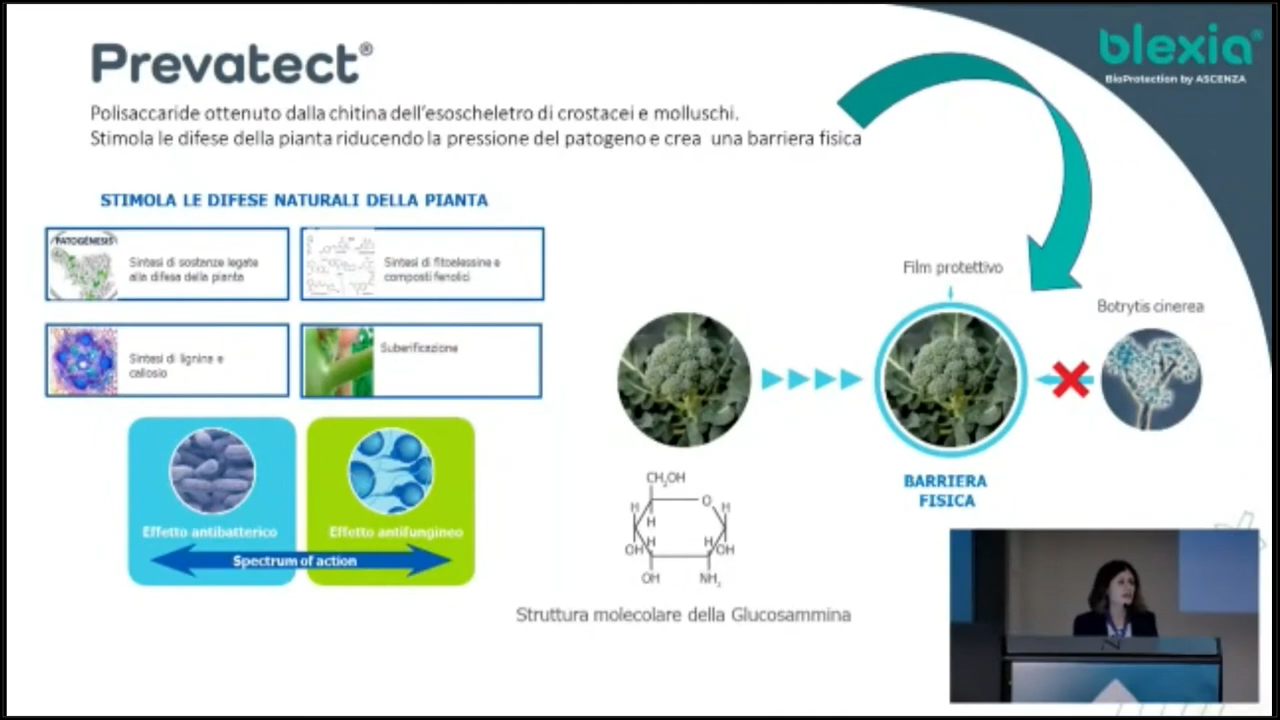 Prevatect®
blexia®
BioProtection by ASCENZA
Polisaccaride ottenuto dalla chitina dell'esoscheletro di crostacei e molluschi.
Stimola le difese della pianta riducendo la pressione del patogeno e crea una barriera fisica
STIMOLA LE DIFESE NATURALI DELLA PIANTA
PATOGÉNESIS
Sintesi di sostanze legate
alla difesa della pianta
Sintesi di fitoalessine e
composti fenolici
Sintesi di lignina e
callosio
Suberificazione
Effetto antibatterico
Effetto antifungineo
Spectrum of action
Film protettivo
Botrytis cinerea
BARRIERA
FISICA
CH₂OH
O
H
H
H
H
H
OH
OH
OH
NH₂
Struttura molecolare della Glucosammina